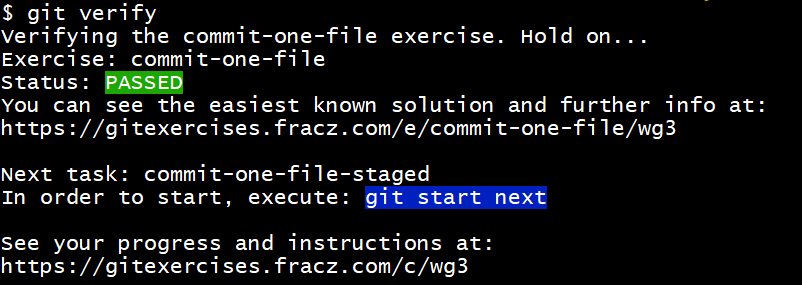 $ git verify
Verifying the commit-one-file exercise. Hold on...
Exercise: commit-one-file
Status: PASSED
You can see the easiest known solution and further info at:
https://gitexercises.fracz.com/e/commit-one-file/wg3
Next task: commit-one-file-staged
In order to start, execute: git start next
See your progress and instructions at:
https://gitexercises.fracz.com/c/wg3